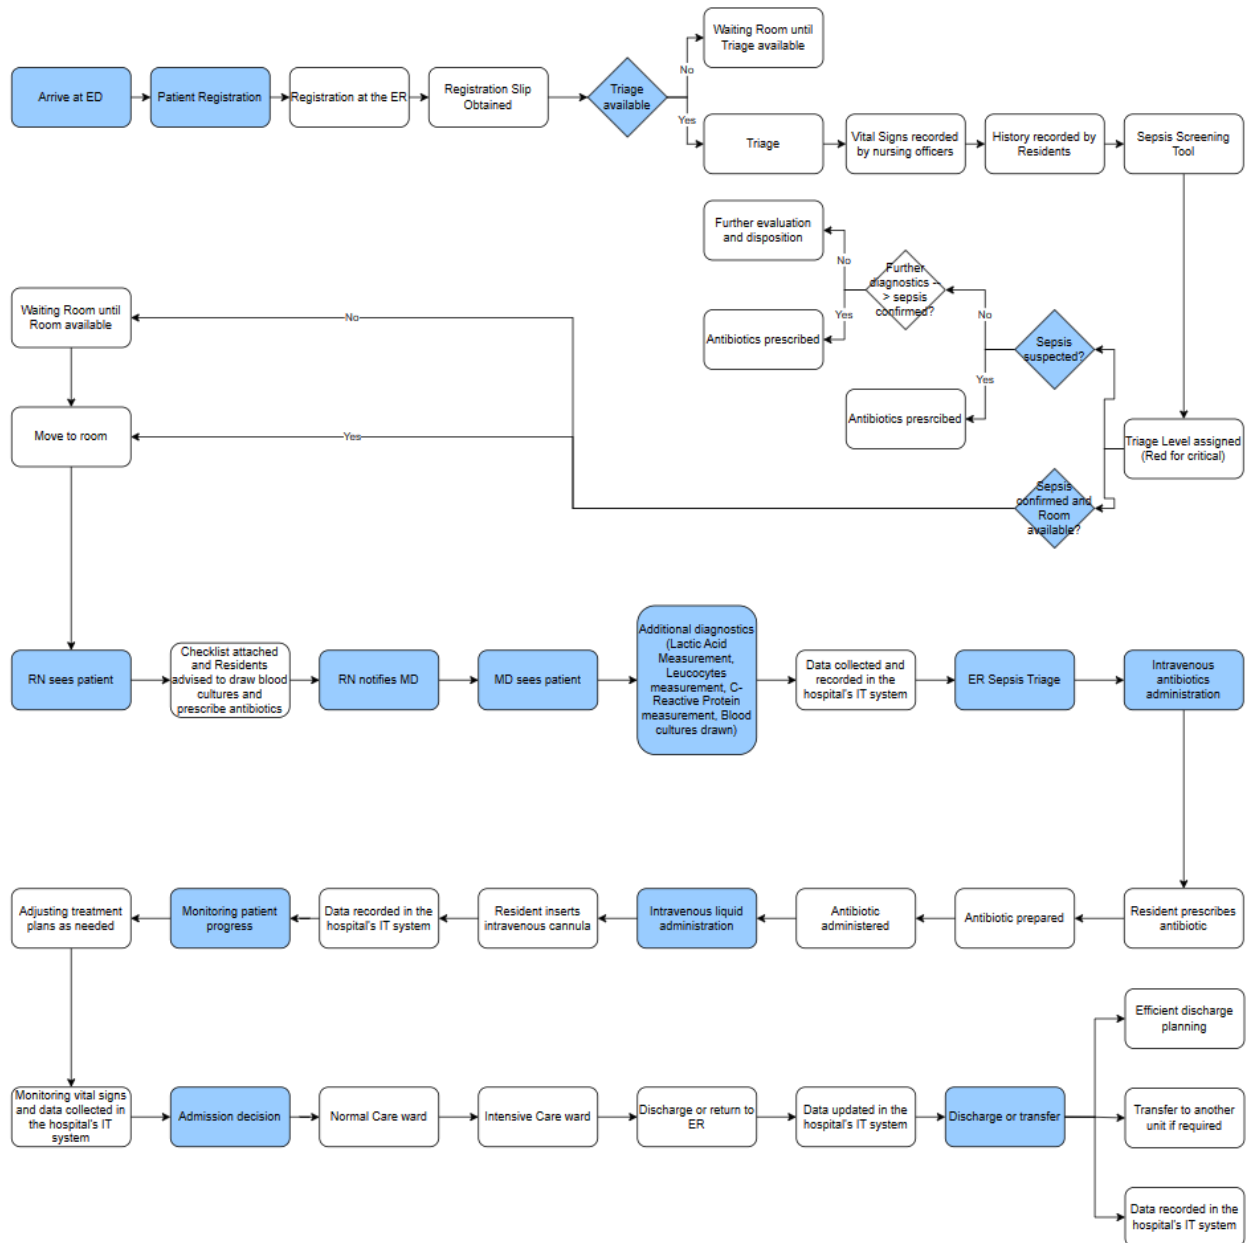 Waiting Room until
Triage available
No
Arrive at ED
Patient Registration
Registration at the ER
Registration Slip
Obtained
Triage
available
Yes
Triage
Vital Signs recorded
by nursing officers
History recorded by
Residents
Sepsis Screening
Tool
Further evaluation
and disposition
No
Further
diagnostics --
> sepsis
confirmed?
Yes
Antibiotics prescribed
No
Sepsis
suspected?
Yes
Antibiotics presrcibed
Waiting Room until
Room available
No
Move to room
Yes
Triage Level assigned
(Red for critical)
Sepsis
confirmed and
Room
available?
RN sees patient
Checklist attached
and Residents
advised to draw blood
cultures and
prescribe antibiotics
RN notifies MD
MD sees patient
Additional diagnostics
(Lactic Acid
Measurement,
Leucocytes
measurement, C-
Reactive Protein
measurement, Blood
cultures drawn)
Data collected and
recorded in the
hospital's IT system
ER Sepsis Triage
Intravenous
antibiotics
administration
Adjusting treatment
plans as needed
Monitoring patient
progress
Data recorded in the
hospital's IT system
Resident inserts
intravenous cannula
Intravenous liquid
administration
Antibiotic
administered
Antibiotic prepared
Resident prescribes
antibiotic
Efficient discharge
planning
Monitoring vital signs
and data collected in
the hospital's IT
system
Admission decision
Normal Care ward
Intensive Care ward
Discharge or return to
ER
Data updated in the
hospital's IT system
Discharge or transfer
Transfer to another
unit if required
Data recorded in the
hospital's IT system